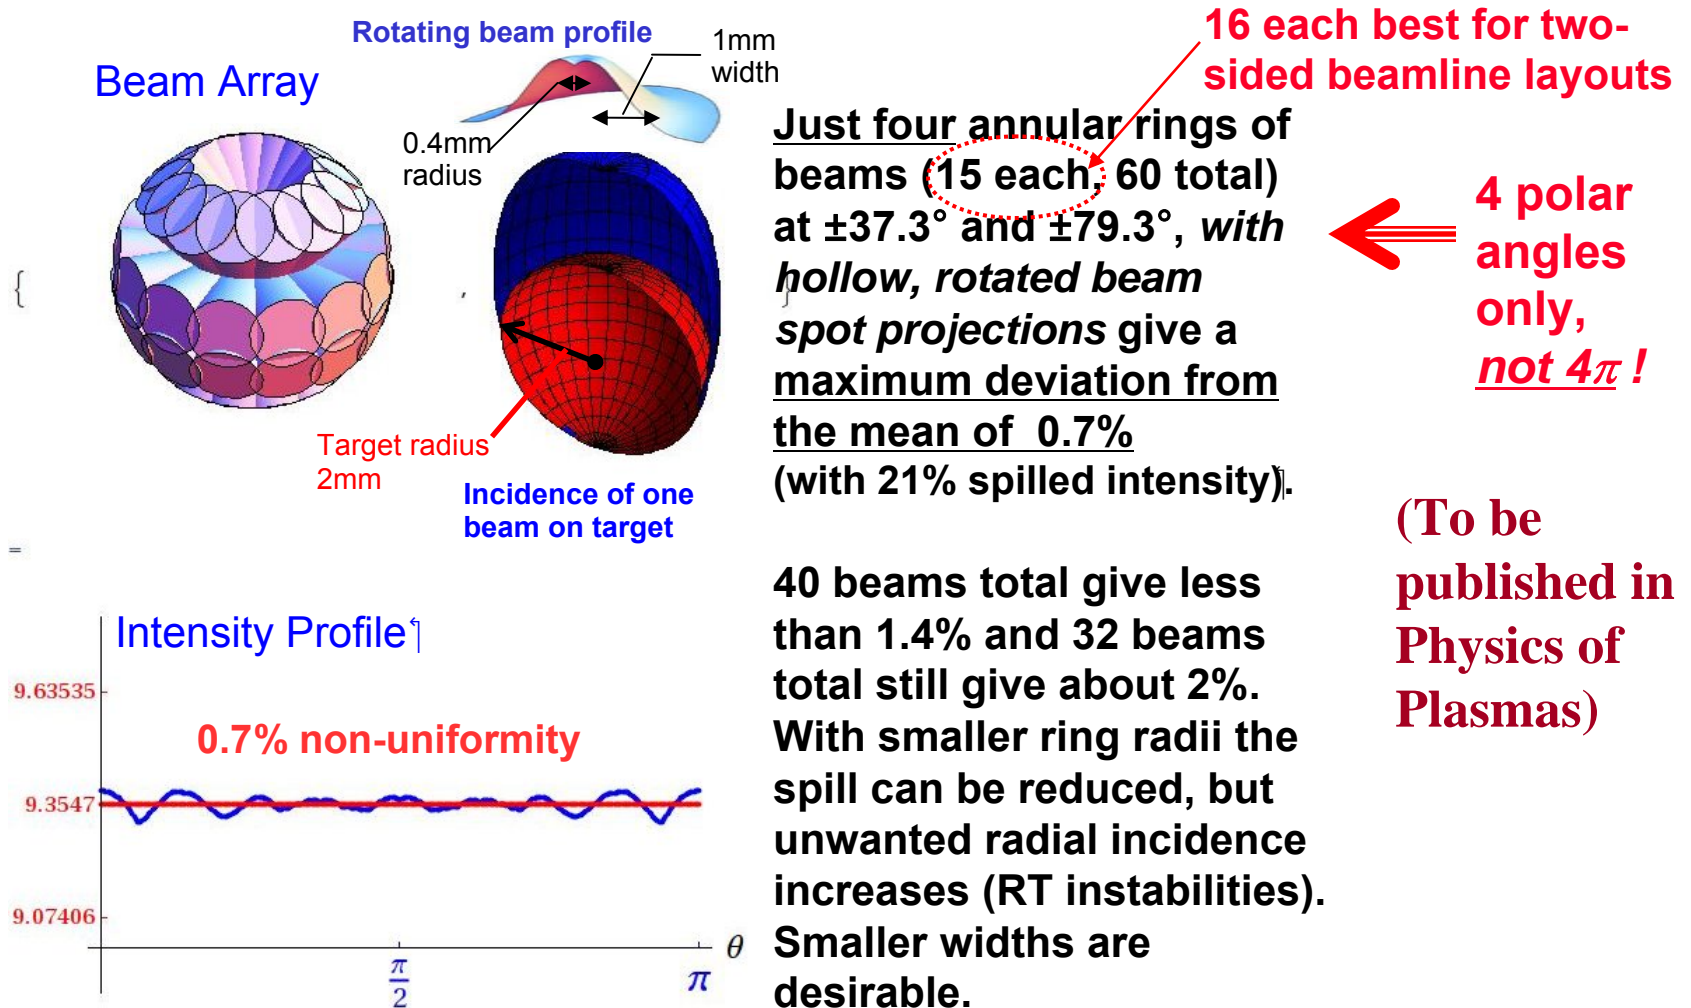 Rotating beam profile
1mm
width
Beam Array
0.4mm
radius
{
,
}
Target radius
2mm
Incidence of one
beam on target
=
Intensity Profile
9.63535
0.7% non-uniformity
9.3547
9.07406
π/2
π
θ
16 each best for two-
sided beamline layouts
Just four annular rings of
beams (15 each, 60 total)
at ±37.3° and ±79.3°, with
hollow, rotated beam
spot projections give a
maximum deviation from
the mean of 0.7%
(with 21% spilled intensity).
40 beams total give less
than 1.4% and 32 beams
total still give about 2%.
With smaller ring radii the
spill can be reduced, but
unwanted radial incidence
increases (RT instabilities).
Smaller widths are
desirable.
4 polar
angles
only,
not 4π !
(To be
published in
Physics of
Plasmas)